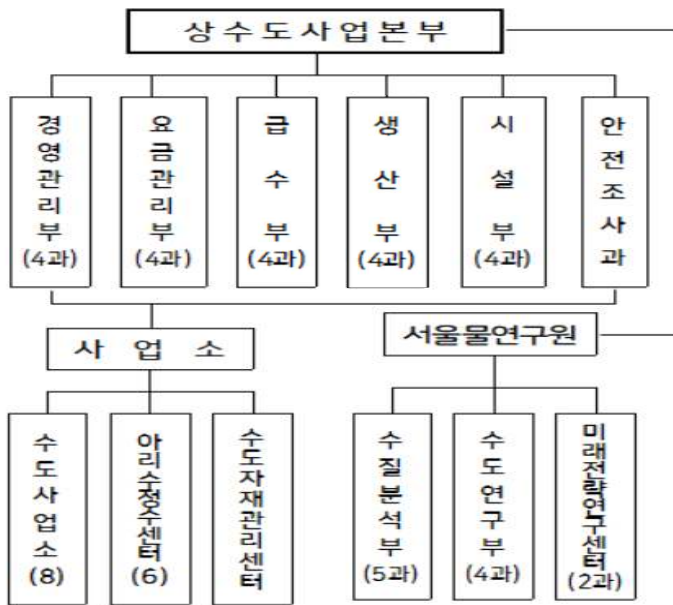 상수도사업본부
경영관리부
(4과)
요금관리부
(4과)
급수부
(4과)
생산부
(4과)
시설부
(4과)
안전조사과
사업소
서울물연구원
수도사업소
(8)
아리수정수센터
(6)
수도자재관리센터
수질분석부
(5과)
수도연구부
(4과)
미래전략연구센터
(2과)